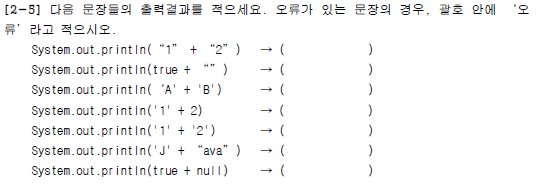 [2-5] 다음 문장들의 출력결과를 적으세요. 오류가 있는 문장의 경우, 괄호 안에 ‘오
류’라고 적으시오.
System.out.println( “1” + “2” ) → ( )
System.out.println(true + “” ) → ( )
System.out.println( ‘A' + 'B') → ( )
System.out.println('1' + 2) → ( )
System.out.println('1' + '2') → ( )
System.out.println('J' + “ava” ) → ( )
System.out.println(true + null) → ( )